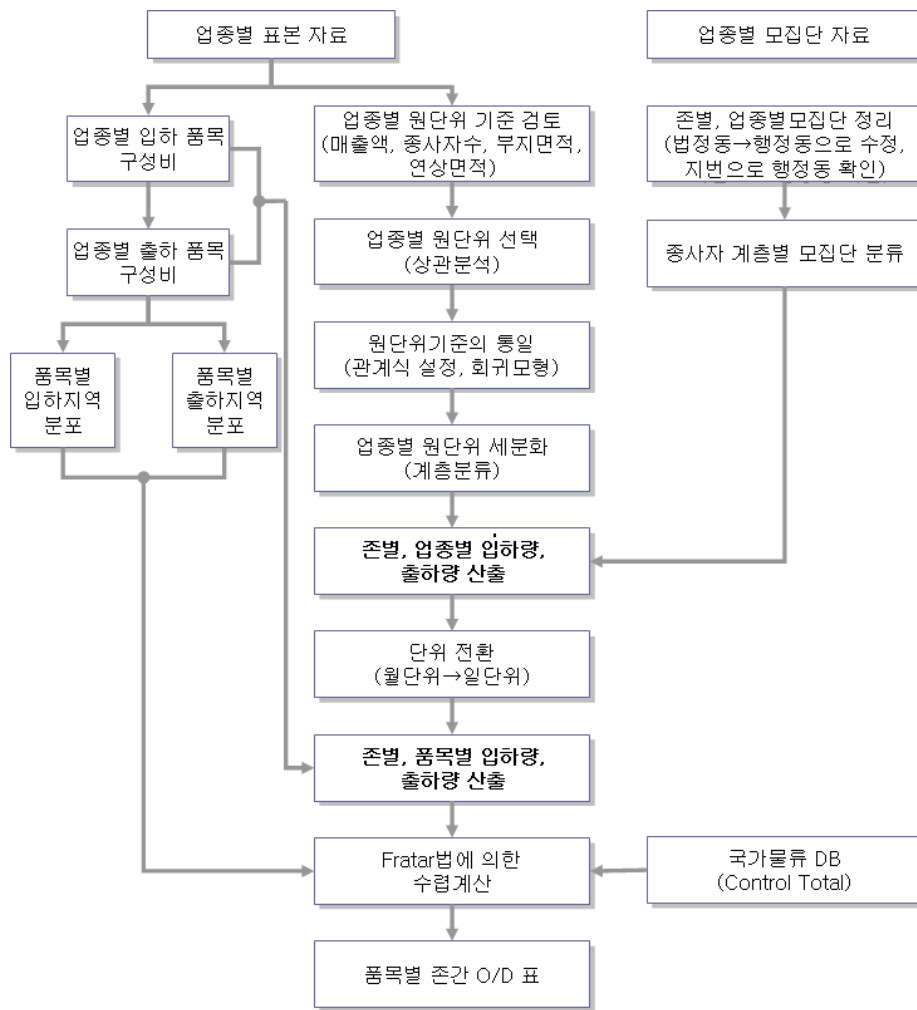 업종별 표본 자료
업종별 모집단 자료
업종별 입하 품목
구성비
업종별 원단위 기준 검토
(매출액, 종사자수, 부지면적,
연상면적)
존별, 업종별모집단 정리
(법정동→행정동으로 수정,
지번으로 행정동 확인)
업종별 출하 품목
구성비
업종별 원단위 선택
(상관분석)
종사자 계층별 모집단 분류
품목별
입하지역
분포
품목별
출하지역
분포
원단위기준의 통일
(관계식 설정, 회귀모형)
업종별 원단위 세분화
(계층분류)
존별, 업종별 입하량,
출하량 산출
단위 전환
(월단위→일단위)
존별, 품목별 입하량,
출하량 산출
Fratar법에 의한
수렴계산
국가물류 DB
(Control Total)
품목별 존간 O/D 표